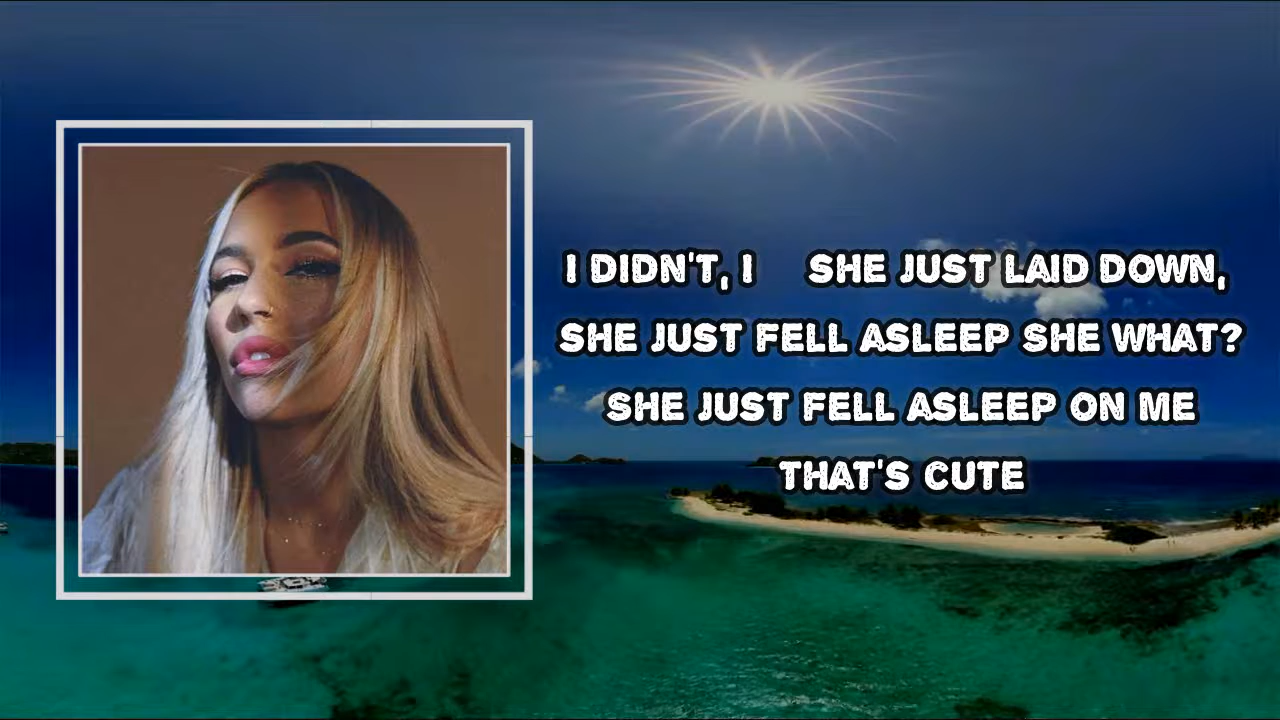 I DIDN'T, I SHE JUST LAID DOWN,
SHE JUST FELL ASLEEP SHE WHAT?
SHE JUST FELL ASLEEP ON ME
THAT'S CUTE